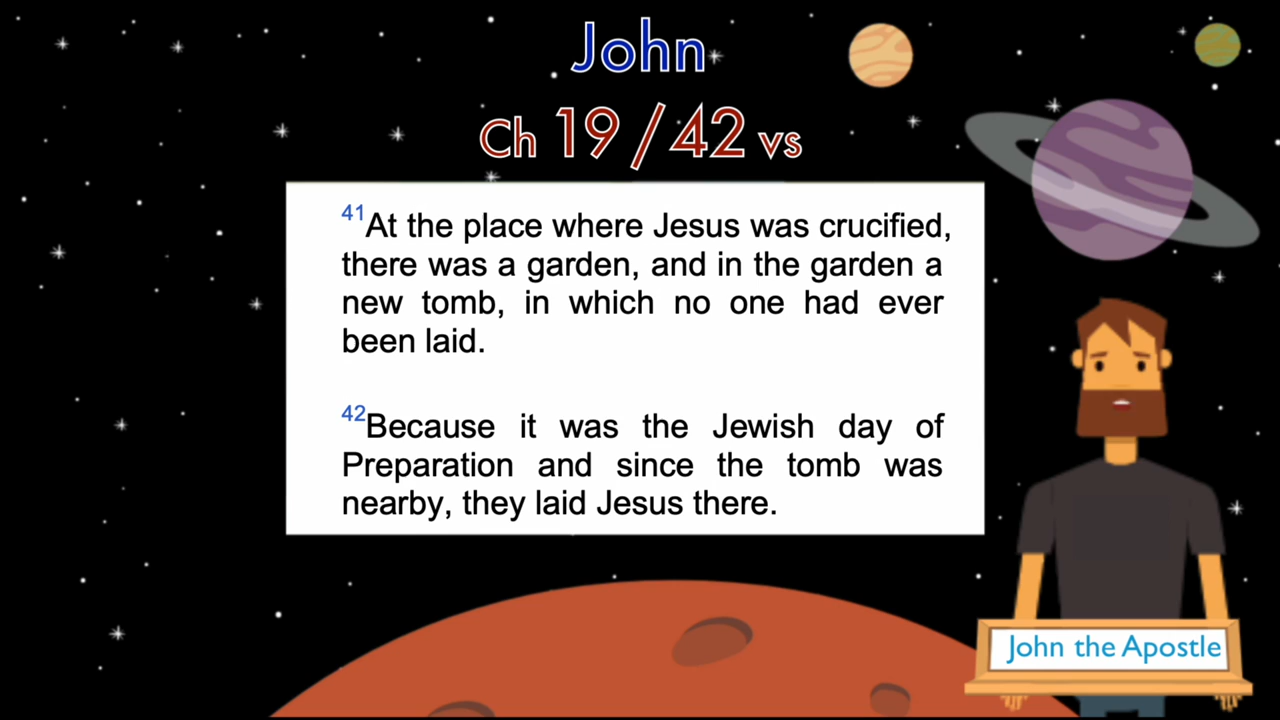 John
Ch 19 / 42 vs
41At the place where Jesus was crucified,
there was a garden, and in the garden a
new tomb, in which no one had ever
been laid.
42Because it was the Jewish day of
Preparation and since the tomb was
nearby, they laid Jesus there.
John the Apostle